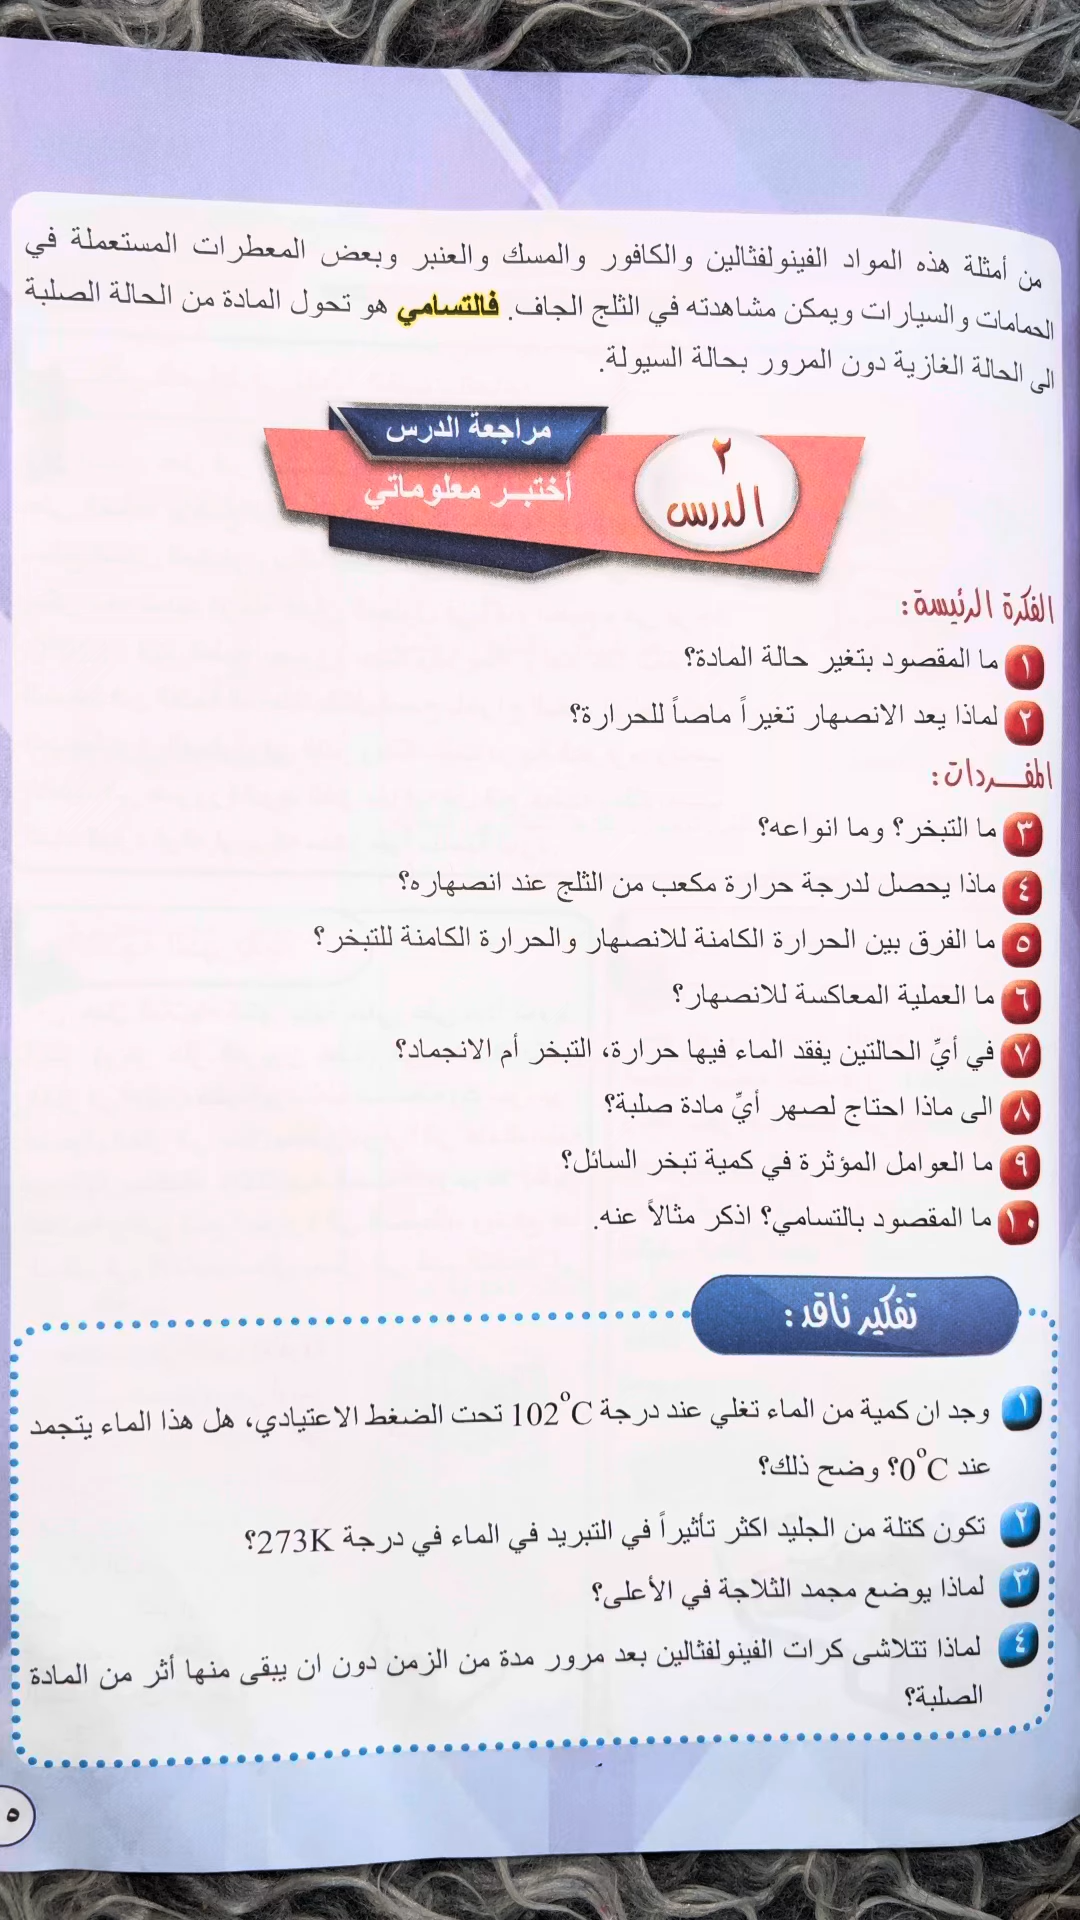 من أمثلة هذه المواد الفينولفثالين والكافور والمسك والعنبر وبعض المعطرات المستعملة في
الحمامات والسيارات ويمكن مشاهدته في الثلج الجاف. فالتسامي هو تحول المادة من الحالة الصلبة
الى الحالة الغازية دون المرور بحالة السيولة.
مراجعة الدرس
٢
الدرس
أختبر معلوماتي
الفكرة الرئيسة:
١ ما المقصود بتغير حالة المادة؟
٢ لماذا يعد الانصهار تغيراً ماصاً للحرارة؟
المفردات:
٣ ما التبخر؟ وما انواعه؟
٤ ماذا يحصل لدرجة حرارة مكعب من الثلج عند انصهاره؟
٥ ما الفرق بين الحرارة الكامنة للانصهار والحرارة الكامنة للتبخر؟
٦ ما العملية المعاكسة للانصهار؟
٧ في أيِّ الحالتين يفقد الماء فيها حرارة، التبخر أم الانجماد؟
٨ الى ماذا احتاج لصهر أيِّ مادة صلبة؟
٩ ما العوامل المؤثرة في كمية تبخر السائل؟
١٠ ما المقصود بالتسامي؟ اذكر مثالاً عنه.
تفكير ناقد:
١ وجد ان كمية من الماء تغلي عند درجة 102°C تحت الضغط الاعتيادي، هل هذا الماء يتجمد
عند 0°C؟ وضح ذلك؟
٢ تكون كتلة من الجليد اكثر تأثيراً في التبريد في الماء في درجة 273K؟
٣ لماذا يوضع مجمد الثلاجة في الأعلى؟
٤ لماذا تتلاشى كرات الفينولفثالين بعد مرور مدة من الزمن دون ان يبقى منها أثر من المادة
الصلبة؟